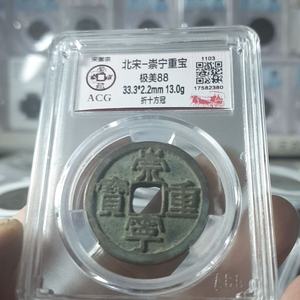 ACG
北宋-崇宁重宝
极美88
33.3*2.2mm 13.0g
折十方冠
1103
17582380
崇
寧
重
寶